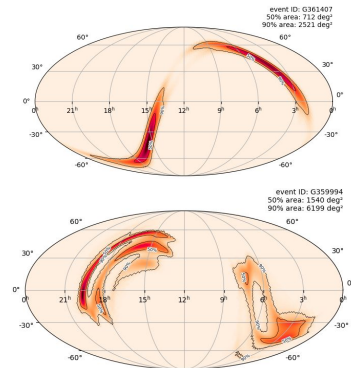 event ID: G361407
50% area: 712 deg²
90% area: 2521 deg²
60° 60°
30° 30°
0° 0°
21ʰ 18ʰ 15ʰ 12ʰ 9ʰ 6ʰ 3ʰ 0ʰ
-30° -30°
-60° -60°
event ID: G359994
50% area: 1540 deg²
90% area: 6199 deg²
60° 60°
30° 30°
0° 0
0ʰ 21ʰ 18ʰ 15ʰ 12ʰ 9ʰ 6ʰ 3ʰ 0ʰ
-30° -30°
-60° -60°